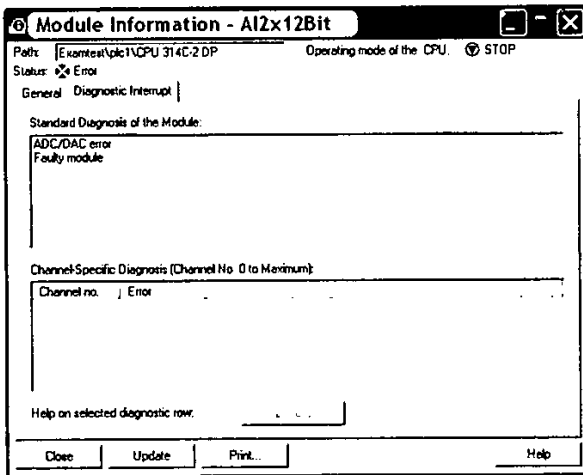 Module Information - AI2x12Bit
Path: Examtest\plc1\CPU 314C-2 DP Operating mode of the CPU. STOP
Status: Error
General Diagnostic Interrupt
Standard Diagnosis of the Module:
ADC/DAC error
Faulty module
Channel-Specific Diagnosis (Channel No. 0 to Maximum):
Channel no. Error
Help on selected diagnostic row:
Close Update Print... Help